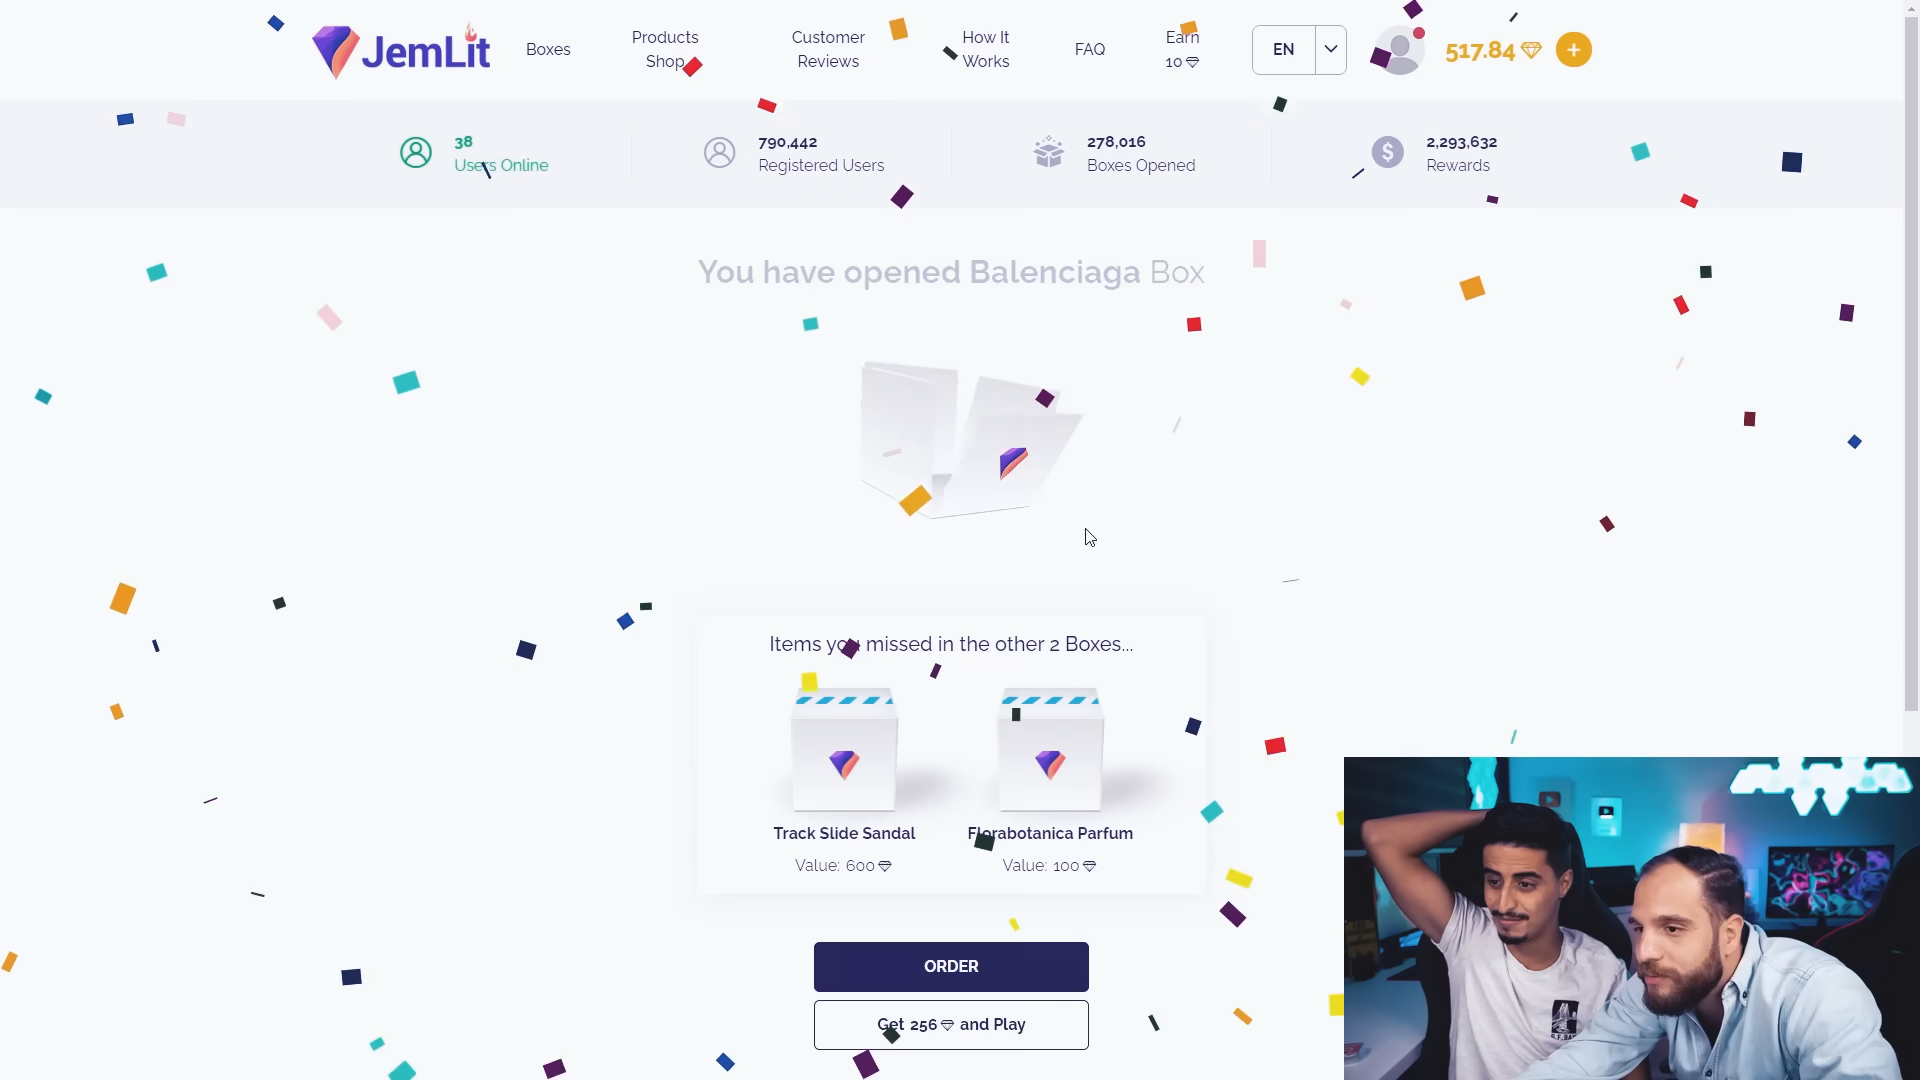 JemLit
Boxes
Products
Shop
Customer
Reviews
How It
Works
FAQ
Earn
10
EN
517.84
+
38
Users Online
790,442
Registered Users
278,016
Boxes Opened
2,293,632
Rewards
You have opened Balenciaga Box
Items you missed in the other 2 Boxes...
Track Slide Sandal
Value: 600
Florabotanica Parfum
Value: 100
ORDER
Get 256 and Play